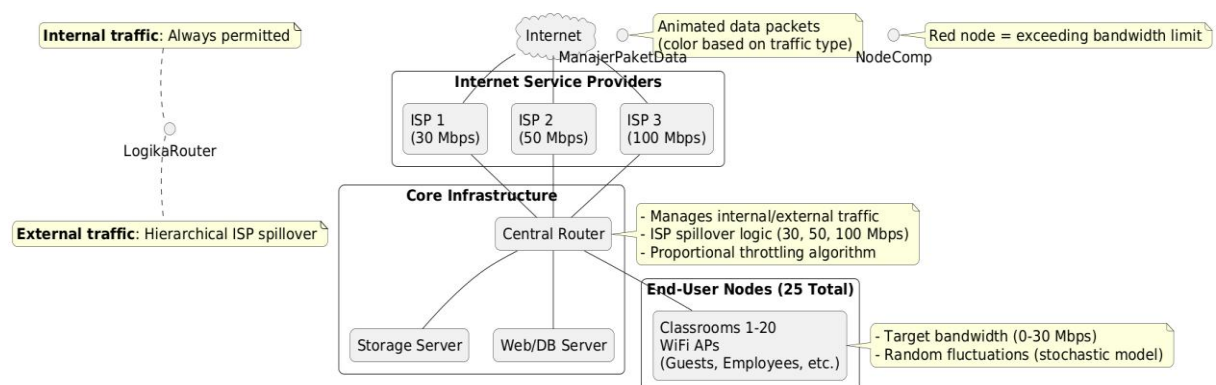 Internal traffic: Always permitted
LogikaRouter
External traffic: Hierarchical ISP spillover
Internet
Animated data packets
(color based on traffic type)
ManajerPaketData
Red node = exceeding bandwidth limit
NodeComp
Internet Service Providers
ISP 1
(30 Mbps)
ISP 2
(50 Mbps)
ISP 3
(100 Mbps)
Core Infrastructure
Central Router
- Manages internal/external traffic
- ISP spillover logic (30, 50, 100 Mbps)
- Proportional throttling algorithm
Storage Server
Web/DB Server
End-User Nodes (25 Total)
Classrooms 1-20
WiFi APs
(Guests, Employees, etc.)
- Target bandwidth (0-30 Mbps)
- Random fluctuations (stochastic model)